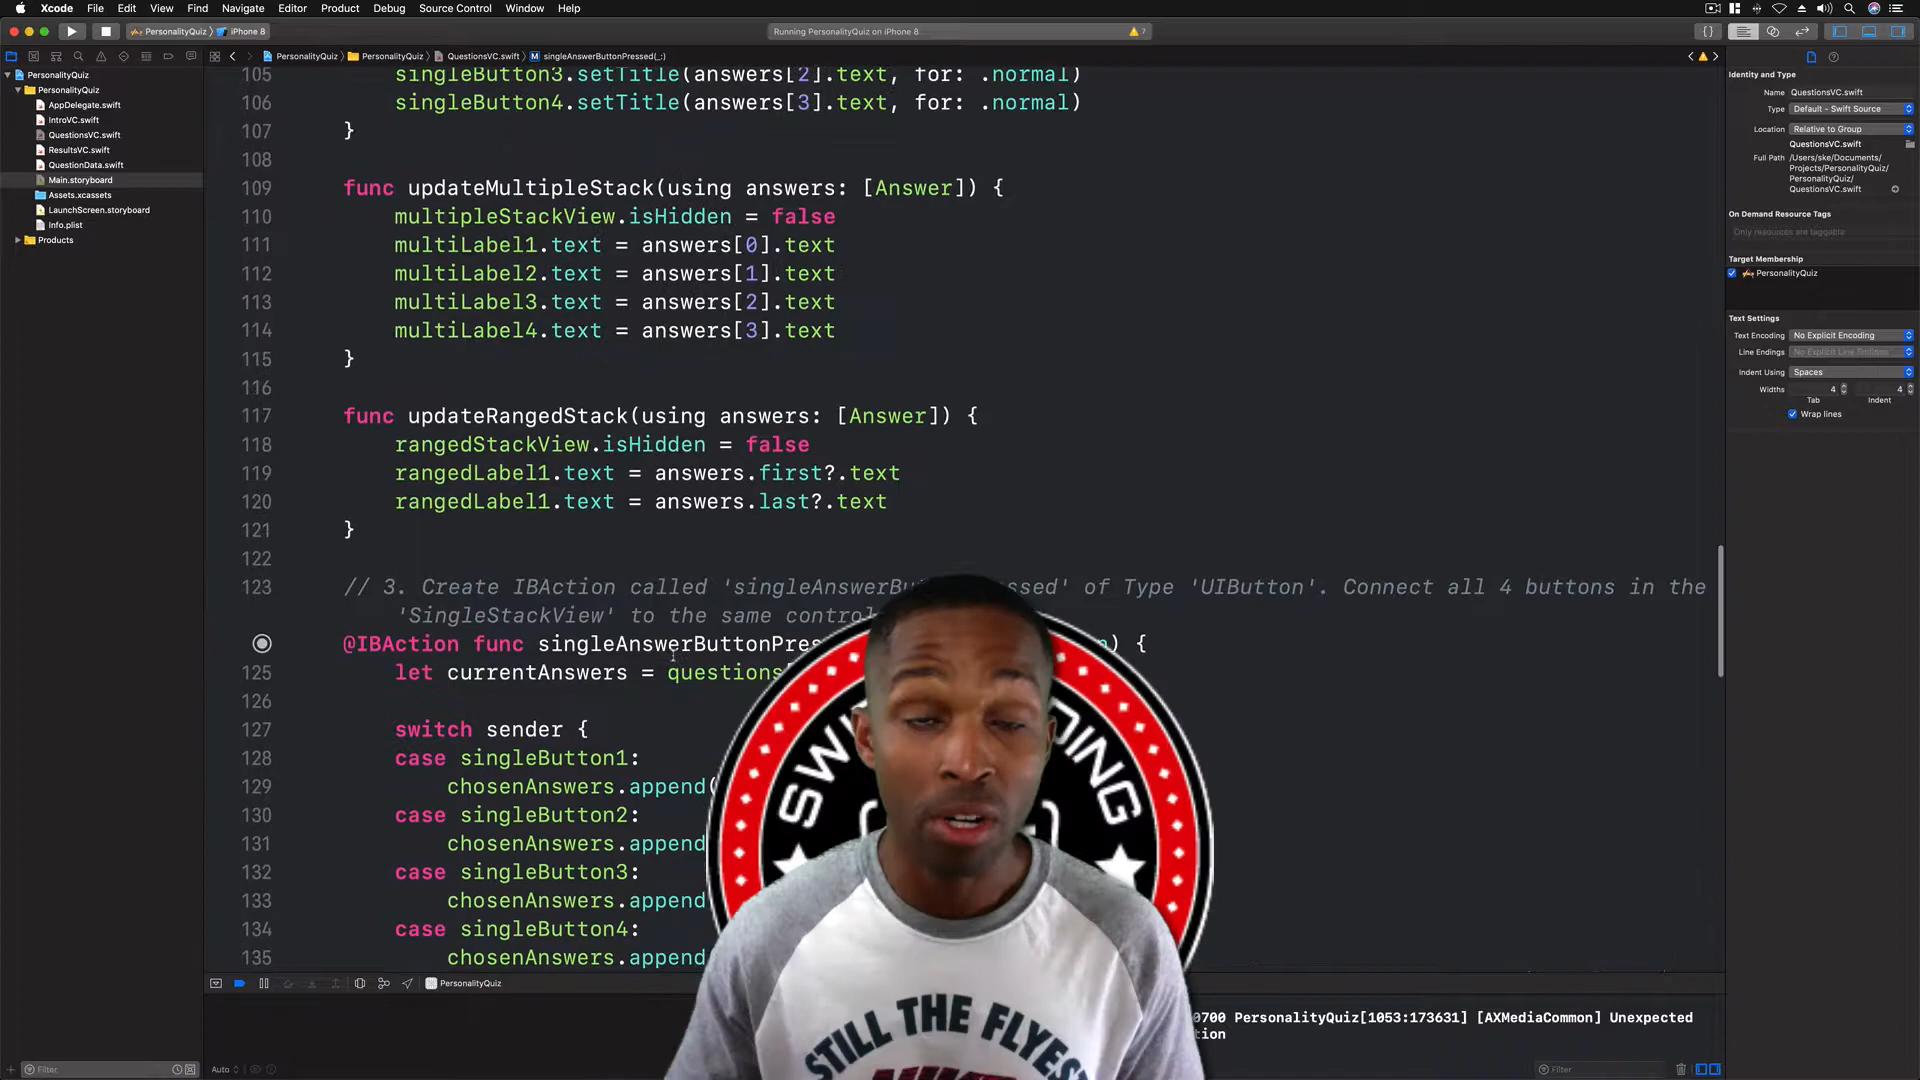 Xcode File Edit View Find Navigate Editor Product Debug Source Control Window Help
PersonalityQuiz iPhone 8
Running PersonalityQuiz on iPhone 8
7
PersonalityQuiz PersonalityQuiz QuestionsVC.swift M singleAnswerButtonPressed(_:)
PersonalityQuiz
PersonalityQuiz
AppDelegate.swift
IntroVC.swift
QuestionsVC.swift
ResultsVC.swift
QuestionData.swift
Main.storyboard
Assets.xcassets
LaunchScreen.storyboard
Info.plist
Products
105 singleButton3.setTitle(answers[2].text, for: .normal)
106 singleButton4.setTitle(answers[3].text, for: .normal)
107 }
108
109 func updateMultipleStack(using answers: [Answer]) {
110 multipleStackView.isHidden = false
111 multiLabel1.text = answers[0].text
112 multiLabel2.text = answers[1].text
113 multiLabel3.text = answers[2].text
114 multiLabel4.text = answers[3].text
115 }
116
117 func updateRangedStack(using answers: [Answer]) {
118 rangedStackView.isHidden = false
119 rangedLabel1.text = answers.first?.text
120 rangedLabel1.text = answers.last?.text
121 }
122
123 // 3. Create IBAction called 'singleAnswerBu ssed' of Type 'UIButton'. Connect all 4 buttons in the
'SingleStackView' to the same control
@IBAction func singleAnswerButtonPres ) {
125 let currentAnswers = questions
126
127 switch sender {
128 case singleButton1:
129 chosenAnswers.append(
130 case singleButton2:
131 chosenAnswers.append
132 case singleButton3:
133 chosenAnswers.append
134 case singleButton4:
135 chosenAnswers.append
STILL THE FLYEST
PersonalityQuiz
0700 PersonalityQuiz[1053:173631] [AXMediaCommon] Unexpected
tion
Filter
Auto
Filter
Identity and Type
Name QuestionsVC.swift
Type Default - Swift Source
Location Relative to Group
QuestionsVC.swift
Full Path /Users/ske/Documents/
Projects/PersonalityQuiz/
PersonalityQuiz/
QuestionsVC.swift
On Demand Resource Tags
Only resources are taggable
Target Membership
PersonalityQuiz
Text Settings
Text Encoding No Explicit Encoding
Line Endings No Explicit Line Endings
Indent Using Spaces
Widths 4 4
Tab Indent
Wrap lines